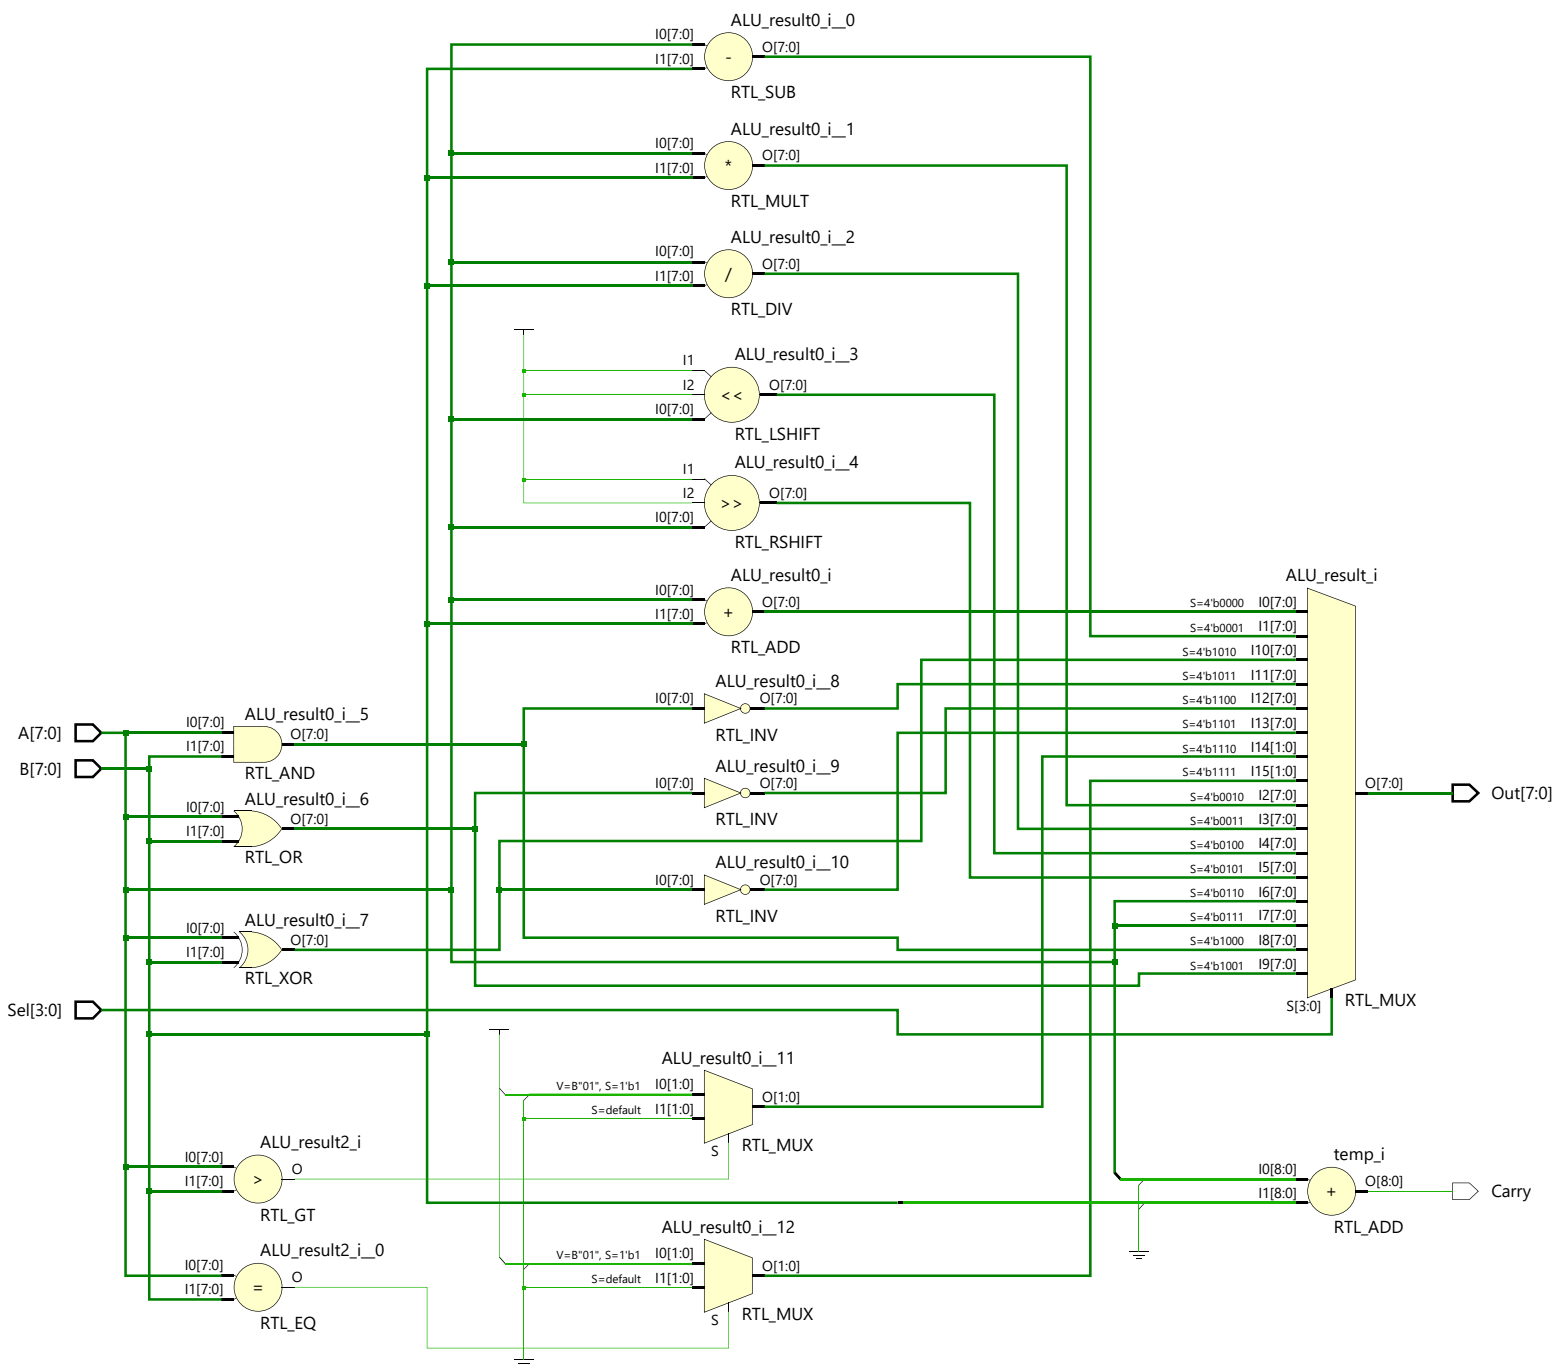 ALU_result0_i__0
I0[7:0]
I1[7:0]
-
O[7:0]
RTL_SUB
ALU_result0_i__1
I0[7:0]
I1[7:0]
*
O[7:0]
RTL_MULT
ALU_result0_i__2
I0[7:0]
I1[7:0]
/
O[7:0]
RTL_DIV
ALU_result0_i__3
I1
I2
I0[7:0]
<<
O[7:0]
RTL_LSHIFT
ALU_result0_i__4
I1
I2
I0[7:0]
>>
O[7:0]
RTL_RSHIFT
ALU_result0_i
I0[7:0]
I1[7:0]
+
O[7:0]
RTL_ADD
ALU_result0_i__8
I0[7:0]
O[7:0]
RTL_INV
ALU_result0_i__9
I0[7:0]
O[7:0]
RTL_INV
ALU_result0_i__10
I0[7:0]
O[7:0]
RTL_INV
A[7:0]
B[7:0]
Sel[3:0]
ALU_result0_i__5
I0[7:0]
I1[7:0]
O[7:0]
RTL_AND
ALU_result0_i__6
I0[7:0]
I1[7:0]
O[7:0]
RTL_OR
ALU_result0_i__7
I0[7:0]
I1[7:0]
O[7:0]
RTL_XOR
ALU_result2_i
I0[7:0]
I1[7:0]
>
O
RTL_GT
ALU_result2_i__0
I0[7:0]
I1[7:0]
=
O
RTL_EQ
ALU_result0_i__11
V=B"01", S=1'b1 I0[1:0]
S=default I1[1:0]
O[1:0]
S
RTL_MUX
ALU_result0_i__12
V=B"01", S=1'b1 I0[1:0]
S=default I1[1:0]
O[1:0]
S
RTL_MUX
ALU_result_i
S=4'b0000 I0[7:0]
S=4'b0001 I1[7:0]
S=4'b1010 I10[7:0]
S=4'b1011 I11[7:0]
S=4'b1100 I12[7:0]
S=4'b1101 I13[7:0]
S=4'b1110 I14[1:0]
S=4'b1111 I15[1:0]
S=4'b0010 I2[7:0]
S=4'b0011 I3[7:0]
S=4'b0100 I4[7:0]
S=4'b0101 I5[7:0]
S=4'b0110 I6[7:0]
S=4'b0111 I7[7:0]
S=4'b1000 I8[7:0]
S=4'b1001 I9[7:0]
O[7:0]
S[3:0]
RTL_MUX
Out[7:0]
temp_i
I0[8:0]
I1[8:0]
+
O[8:0]
RTL_ADD
Carry